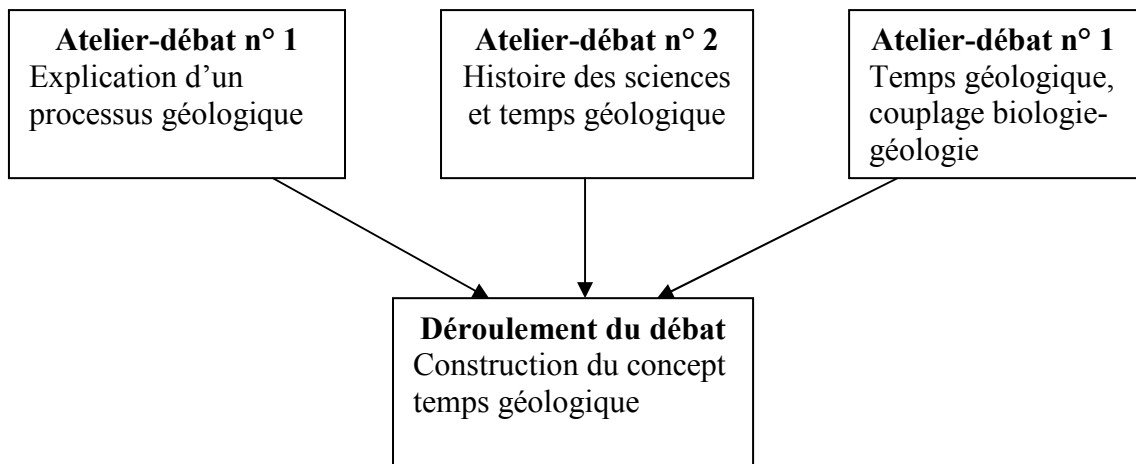 Atelier-débat n° 1
Explication d’un
processus géologique
Atelier-débat n° 2
Histoire des sciences
et temps géologique
Atelier-débat n° 1
Temps géologique,
couplage biologie-
géologie
Déroulement du débat
Construction du concept
temps géologique